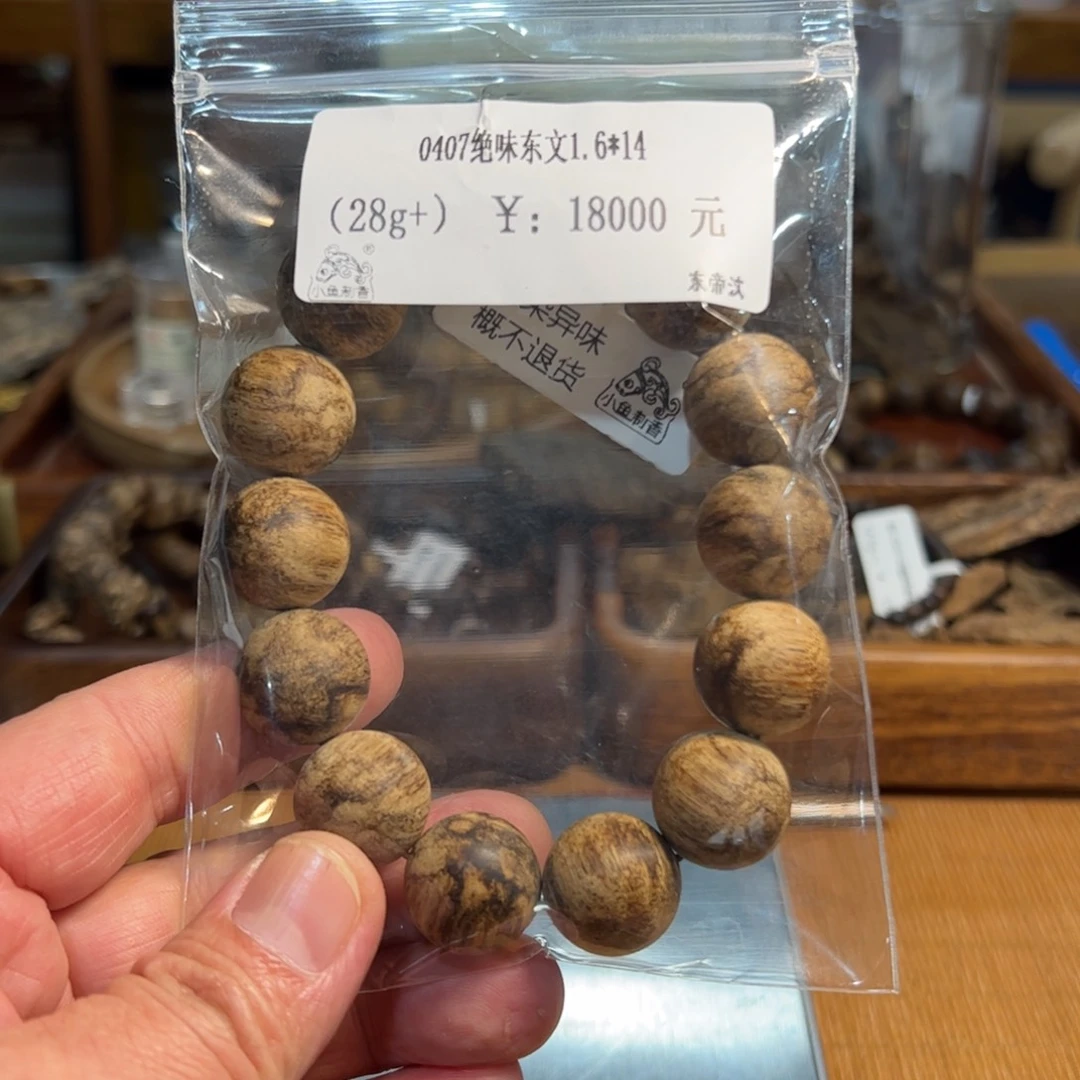 0407绝味东文1.6*14
(28g+) ¥: 18000 元
小鱼制香
®
东帝汶
异味
概不退货
小鱼制香